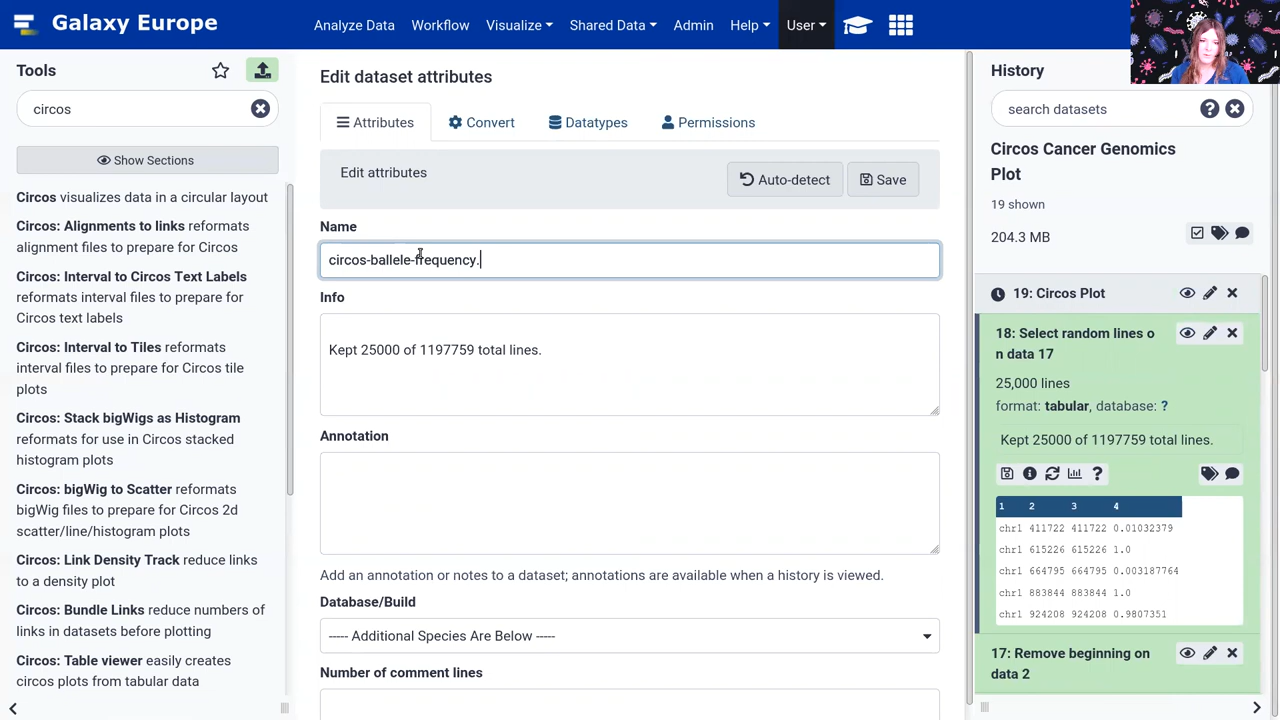 Galaxy Europe
Analyze Data Workflow Visualize Shared Data Admin Help User
Tools
circos
Show Sections
Circos visualizes data in a circular layout
Circos: Alignments to links reformats
alignment files to prepare for Circos
Circos: Interval to Circos Text Labels
reformats interval files to prepare for
Circos text labels
Circos: Interval to Tiles reformats
interval files to prepare for Circos tile
plots
Circos: Stack bigWigs as Histogram
reformats for use in Circos stacked
histogram plots
Circos: bigWig to Scatter reformats
bigWig files to prepare for Circos 2d
scatter/line/histogram plots
Circos: Link Density Track reduce links
to a density plot
Circos: Bundle Links reduce numbers of
links in datasets before plotting
Circos: Table viewer easily creates
circos plots from tabular data
Edit dataset attributes
Attributes Convert Datatypes Permissions
Edit attributes Auto-detect Save
Name
circos-ballele-frequency.
Info
Kept 25000 of 1197759 total lines.
Annotation
Add an annotation or notes to a dataset; annotations are available when a history is viewed.
Database/Build
----- Additional Species Are Below -----
Number of comment lines
History
search datasets ?
Circos Cancer Genomics
Plot
19 shown
204.3 MB
19: Circos Plot
18: Select random lines o
n data 17
25,000 lines
format: tabular, database: ?
Kept 25000 of 1197759 total lines.
?
1 2 3 4
chr1 411722 411722 0.01032379
chr1 615226 615226 1.0
chr1 664795 664795 0.003187764
chr1 883844 883844 1.0
chr1 924208 924208 0.9807351
17: Remove beginning on
data 2